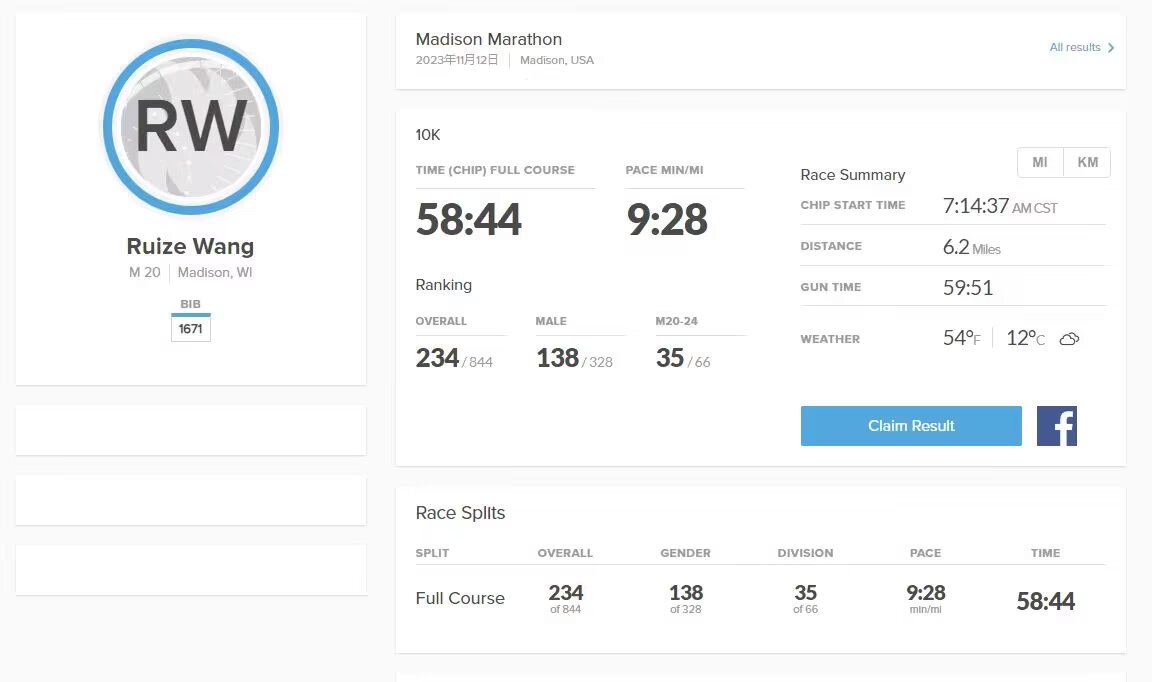 RW
Ruize Wang
M 20 Madison, WI
BIB
1671
Madison Marathon
2023年11月12日 Madison, USA
All results
10K
TIME (CHIP) FULL COURSE PACE MIN/MI
58:44 9:28
Ranking
OVERALL MALE M20-24
234/844 138/328 35/66
MI KM
Race Summary
CHIP START TIME 7:14:37 AM CST
DISTANCE 6.2 Miles
GUN TIME 59:51
WEATHER 54°F 12°C
Claim Result f
Race Splits
SPLIT OVERALL GENDER DIVISION PACE TIME
Full Course 234 138 35 9:28 58:44
of 844 of 328 of 66 min/mi